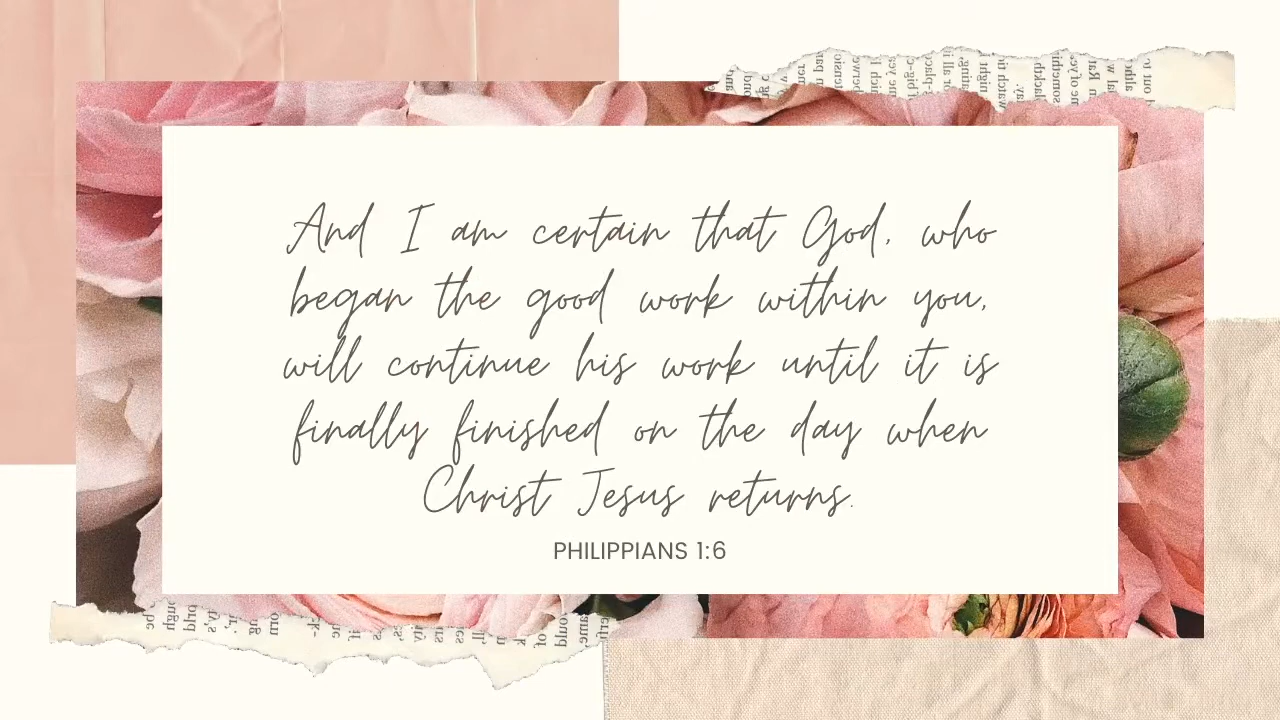 And I am certain that God, who
began the good work within you,
will continue his work until it is
finally finished on the day when
Christ Jesus returns.
PHILIPPIANS 1:6